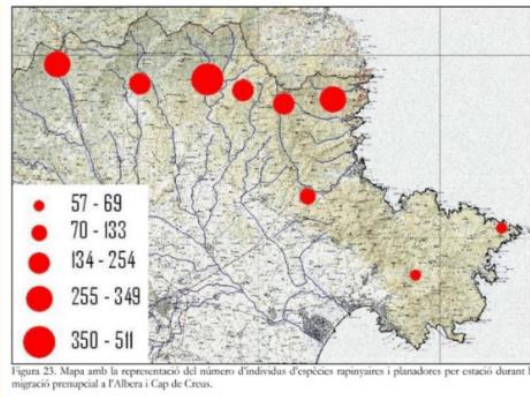 57 - 69
70 - 133
134 - 254
255 - 349
350 - 511
Figura 23. Mapa amb la representació del número d'individus d'espècies rapinyaires i planadores per estació durant
migració prenupcial a l'Albera i Cap de Creus.